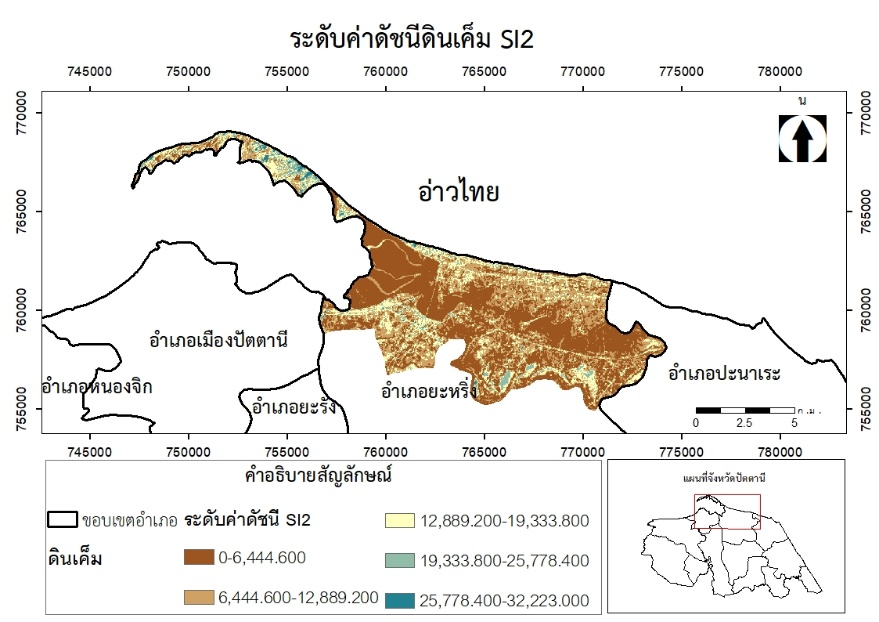 ระดับค่าดัชนีดินเค็ม SI2
745000 750000 755000 760000 765000 770000 775000 780000
770000 770000
น
อ่าวไทย
765000 765000
760000 760000
อำเภอเมืองปัตตานี
อำเภอปะนาเระ
อำเภอหนองจิก
อำเภอยะหริ่ง
อำเภอยะรัง
755000 755000
ก.ม.
0 2.5 5
745000 750000 755000 760000 765000 770000 775000 780000
คำอธิบายสัญลักษณ์
ขอบเขตอำเภอ ระดับค่าดัชนี SI2
ดินเค็ม
0-6,444.600
6,444.600-12,889.200
12,889.200-19,333.800
19,333.800-25,778.400
25,778.400-32,223.000
แผนที่จังหวัดปัตตานี